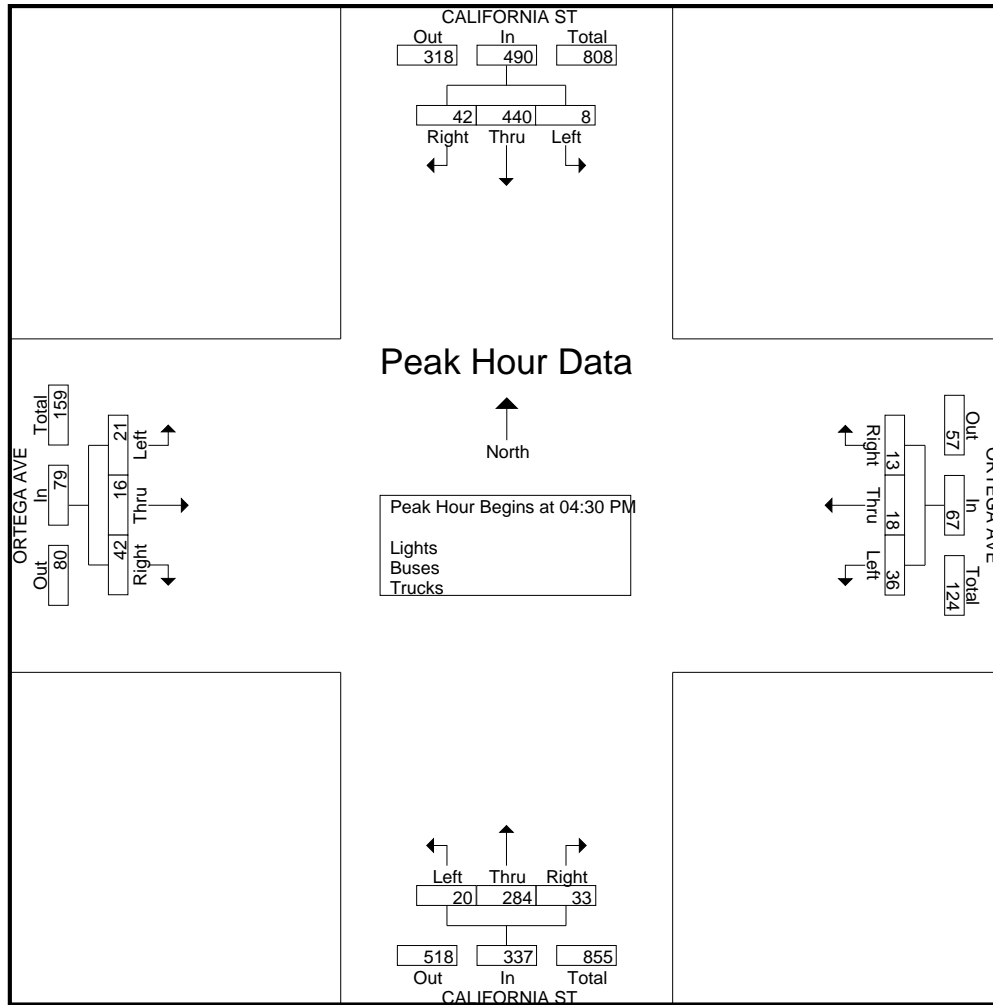 CALIFORNIA ST
Out In Total
318 490 808
42 440 8
Right Thru Left
Peak Hour Data
North
Peak Hour Begins at 04:30 PM
Lights
Buses
Trucks
ORTEGA AVE
Out In Total
80 79 159
Right Thru Left
42 16 21
ORTEGA AVE
Out In Total
57 67 124
13 18 36
Right Thru Left
Left Thru Right
20 284 33
518 337 855
Out In Total
CALIFORNIA ST